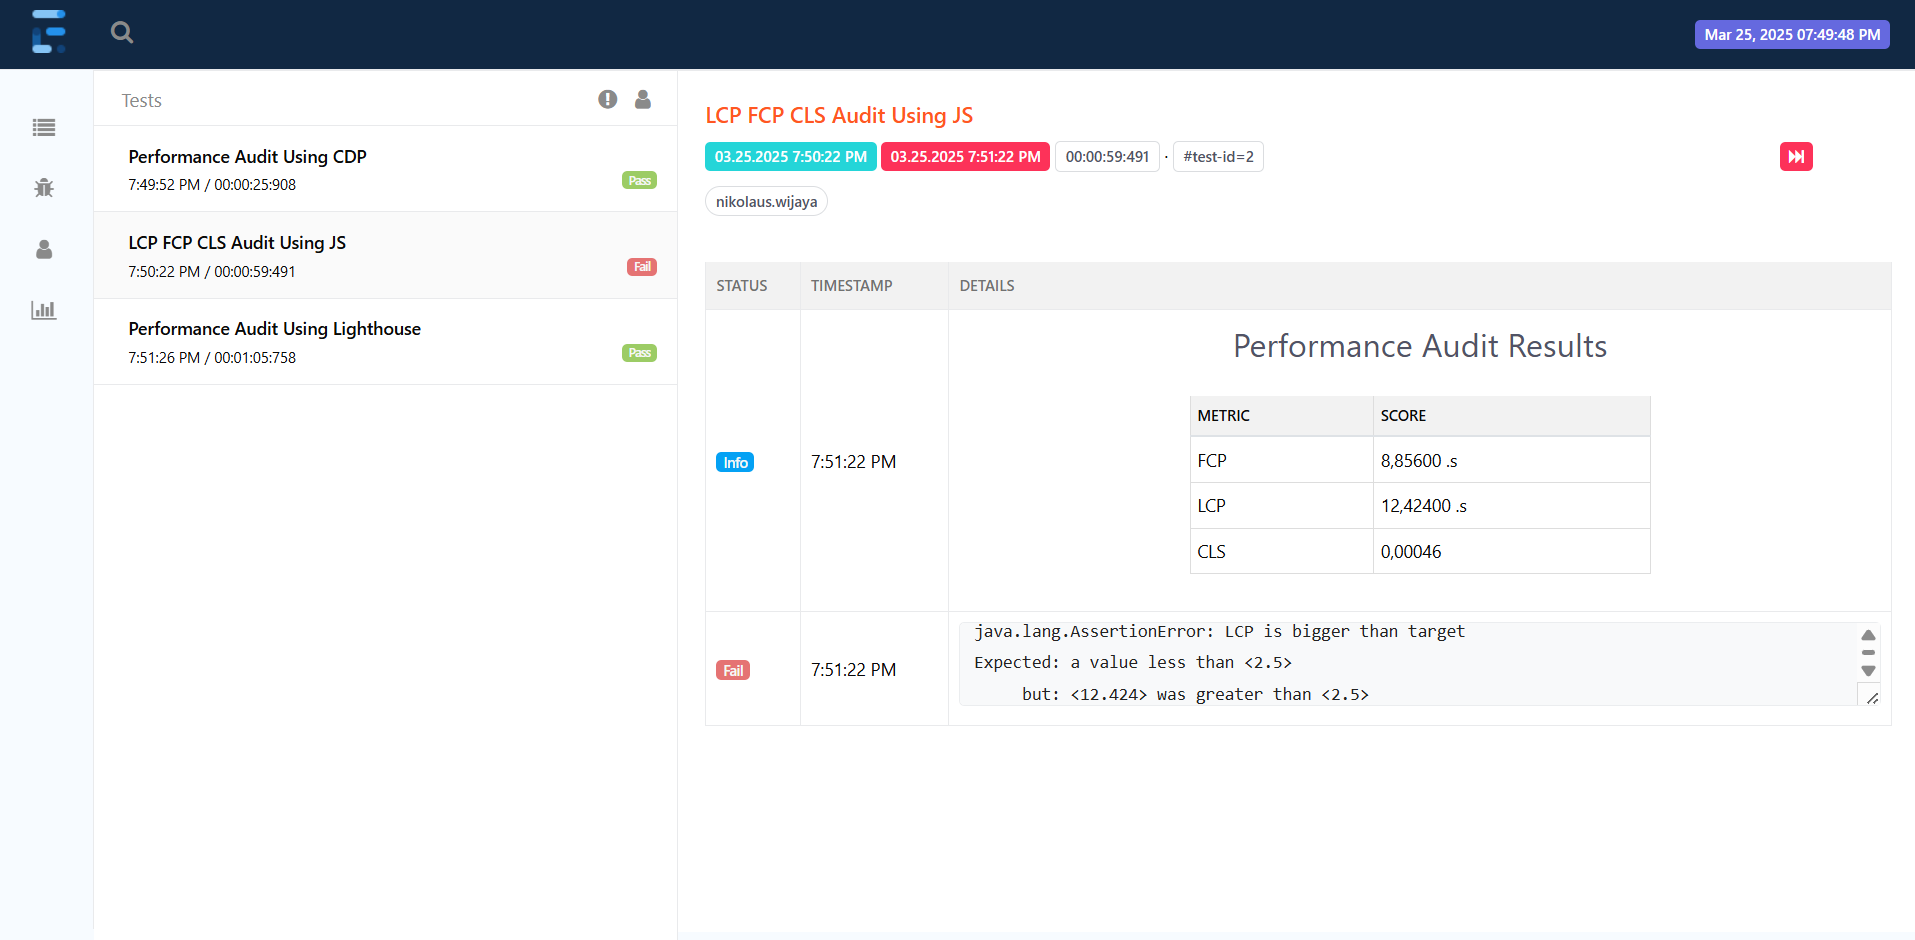 Mar 25, 2025 07:49:48 PM
Tests
Performance Audit Using CDP
7:49:52 PM / 00:00:25:908
Pass
LCP FCP CLS Audit Using JS
7:50:22 PM / 00:00:59:491
Fail
Performance Audit Using Lighthouse
7:51:26 PM / 00:01:05:758
Pass
LCP FCP CLS Audit Using JS
03.25.2025 7:50:22 PM 03.25.2025 7:51:22 PM 00:00:59:491 · #test-id=2
nikolaus.wijaya
STATUS TIMESTAMP DETAILS
Performance Audit Results
METRIC SCORE
FCP 8,85600 .s
Info 7:51:22 PM
LCP 12,42400 .s
CLS 0,00046
java.lang.AssertionError: LCP is bigger than target
Expected: a value less than <2.5>
Fail 7:51:22 PM
but: <12.424> was greater than <2.5>